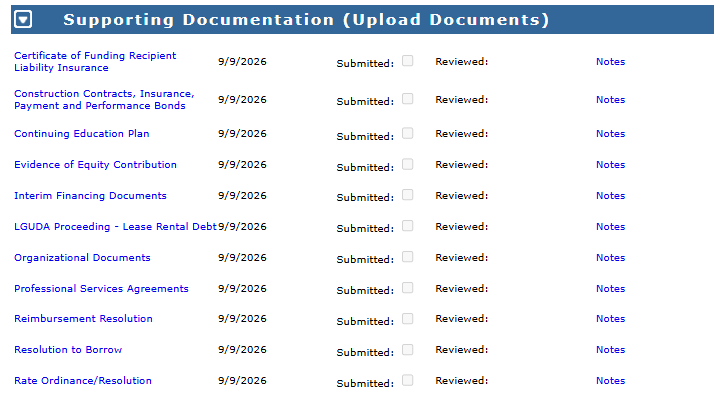 Supporting Documentation (Upload Documents)
Certificate of Funding Recipient
Liability Insurance 9/9/2026 Submitted: Reviewed: Notes
Construction Contracts, Insurance,
Payment and Performance Bonds 9/9/2026 Submitted: Reviewed: Notes
Continuing Education Plan 9/9/2026 Submitted: Reviewed: Notes
Evidence of Equity Contribution 9/9/2026 Submitted: Reviewed: Notes
Interim Financing Documents 9/9/2026 Submitted: Reviewed: Notes
LGUDA Proceeding - Lease Rental Debt 9/9/2026 Submitted: Reviewed: Notes
Organizational Documents 9/9/2026 Submitted: Reviewed: Notes
Professional Services Agreements 9/9/2026 Submitted: Reviewed: Notes
Reimbursement Resolution 9/9/2026 Submitted: Reviewed: Notes
Resolution to Borrow 9/9/2026 Submitted: Reviewed: Notes
Rate Ordinance/Resolution 9/9/2026 Submitted: Reviewed: Notes